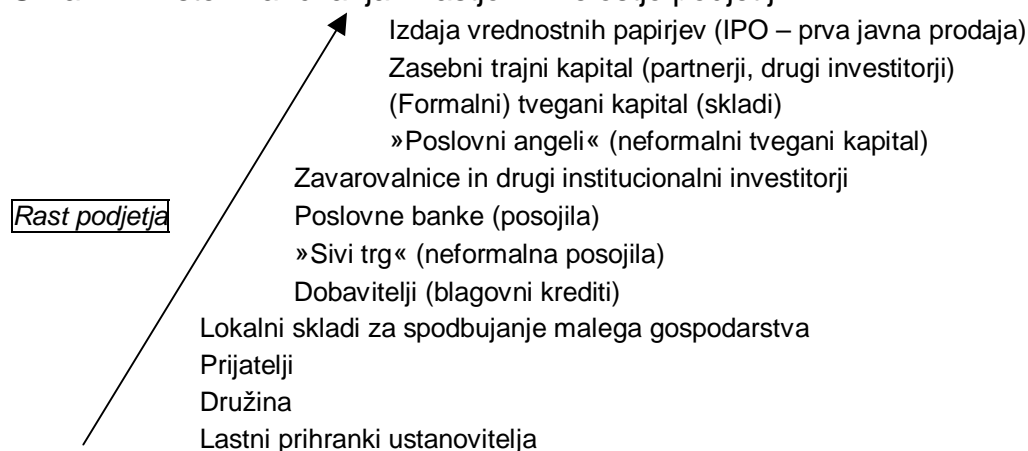 Izdaja vrednostnih papirjev (IPO – prva javna prodaja)
Zasebni trajni kapital (partnerji, drugi investitorji)
(Formalni) tvegani kapital (skladi)
»Poslovni angeli« (neformalni tvegani kapital)
Zavarovalnice in drugi institucionalni investitorji
Rast podjetja
Poslovne banke (posojila)
»Sivi trg« (neformalna posojila)
Dobavitelji (blagovni krediti)
Lokalni skladi za spodbujanje malega gospodarstva
Prijatelji
Družina
Lastni prihranki ustanovitelja